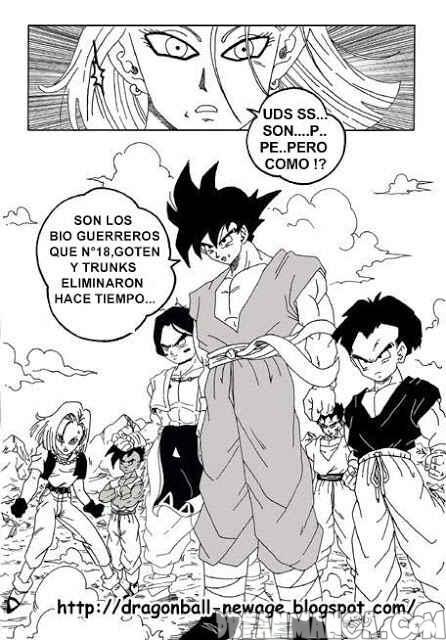 UDS SS...
SON....P..
PE..PERO
COMO !?
SON LOS
BIO GUERREROS
QUE N°18,GOTEN
Y TRUNKS
ELIMINARON
HACE TIEMPO...
http://dragonball-newage.blogspot.com/